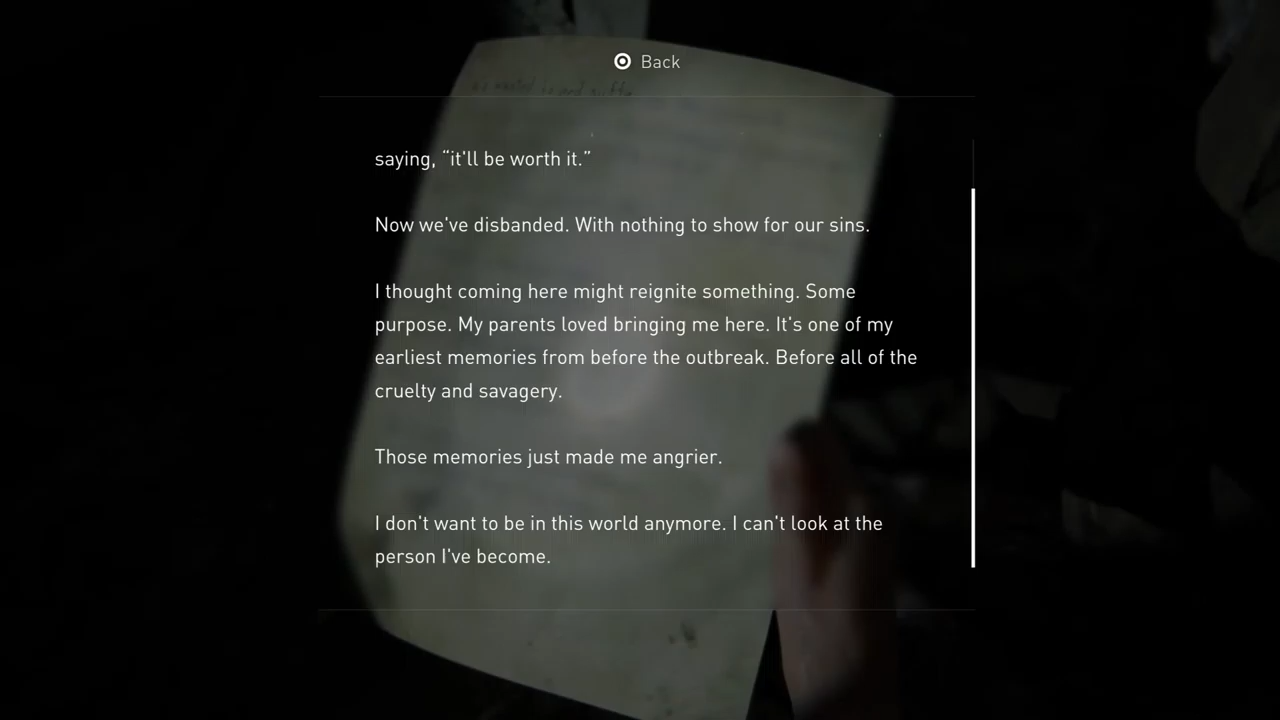 Back
saying, “it'll be worth it.”
Now we've disbanded. With nothing to show for our sins.
I thought coming here might reignite something. Some
purpose. My parents loved bringing me here. It's one of my
earliest memories from before the outbreak. Before all of the
cruelty and savagery.
Those memories just made me angrier.
I don't want to be in this world anymore. I can't look at the
person I've become.